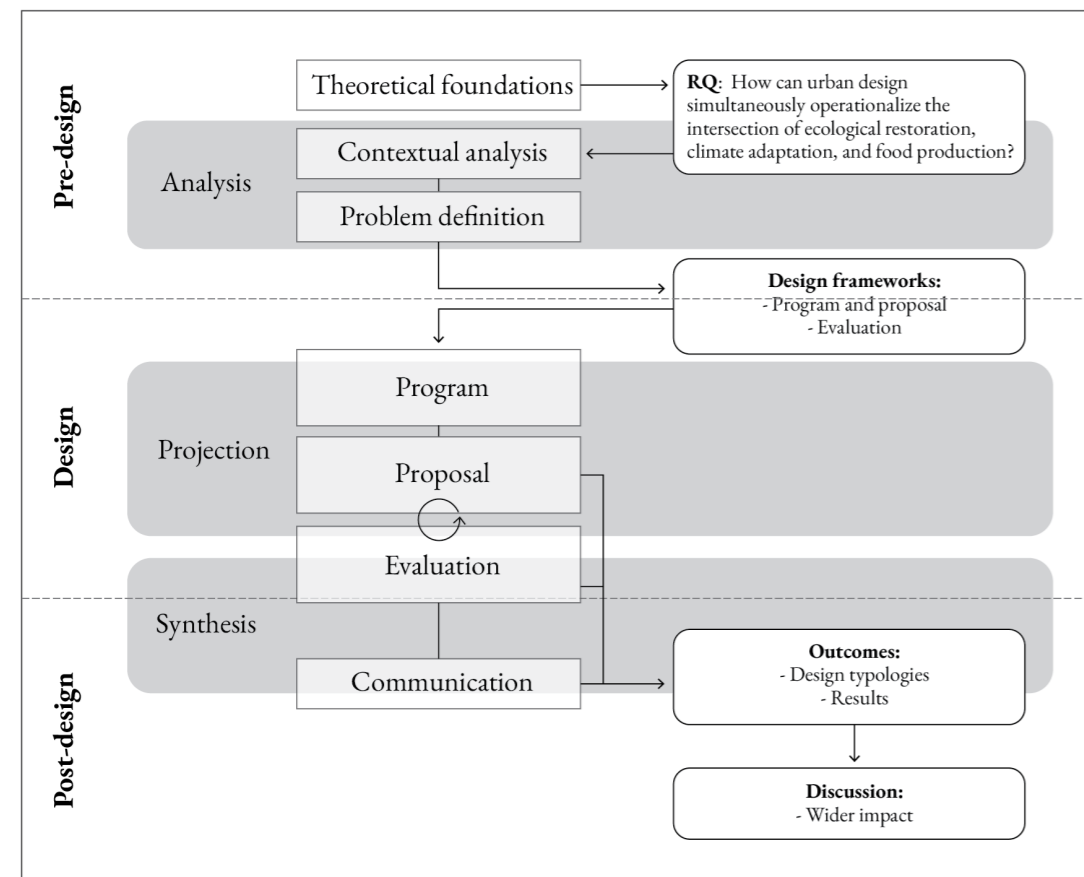 Pre-design
Theoretical foundations
RQ: How can urban design
simultaneously operationalize the
intersection of ecological restoration,
climate adaptation, and food production?
Analysis
Contextual analysis
Problem definition
Design frameworks:
- Program and proposal
- Evaluation
Design
Projection
Program
Proposal
Evaluation
Synthesis
Post-design
Communication
Outcomes:
- Design typologies
- Results
Discussion:
- Wider impact